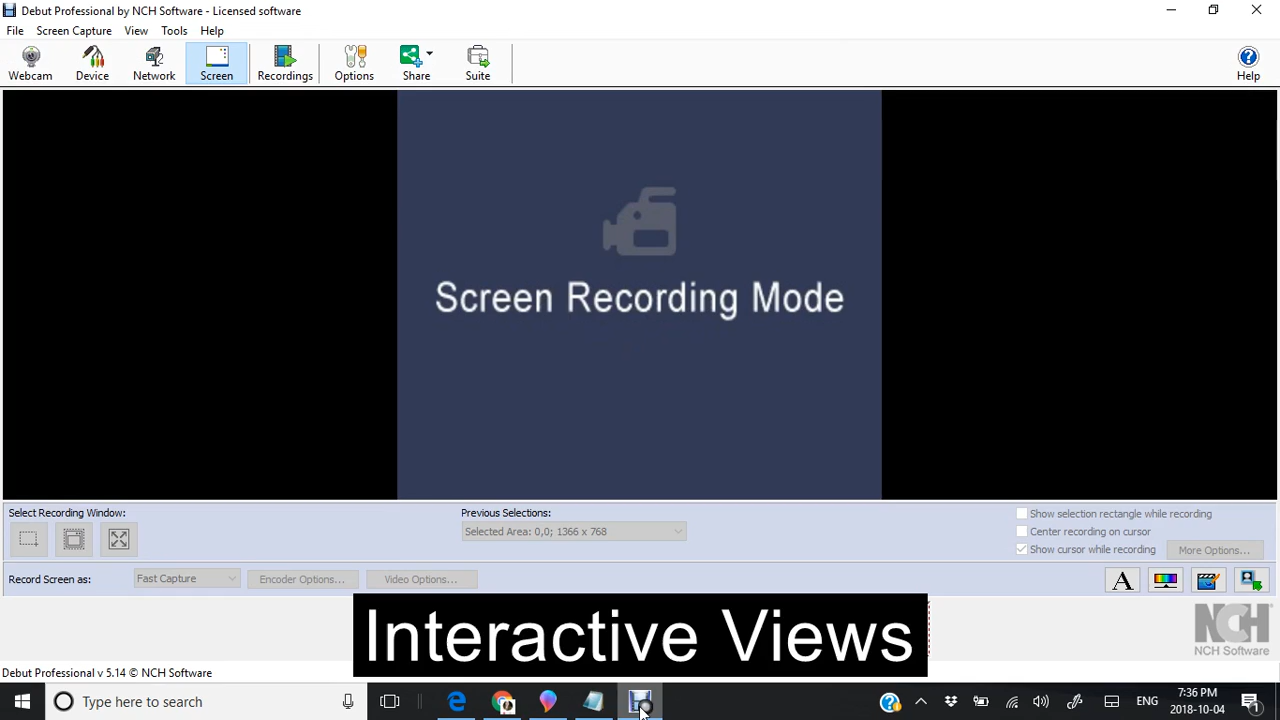 Debut Professional by NCH Software - Licensed software
File Screen Capture View Tools Help
Webcam Device Network Screen Recordings Options Share Suite Help
Screen Recording Mode
Select Recording Window: Previous Selections: Show selection rectangle while recording
Selected Area: 0,0; 1366 x 768 Center recording on cursor
Show cursor while recording More Options...
Record Screen as: Fast Capture Encoder Options... Video Options... A
Interactive Views
NCH
NCH Software
Debut Professional v 5.14 © NCH Software
Type here to search
ENG
7:36 PM
2018-10-04
1